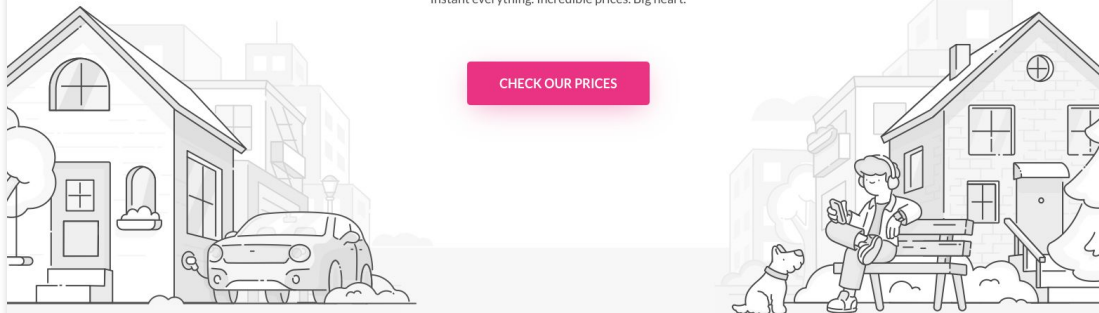 Instant everything. Incredible prices. Big heart.
CHECK OUR PRICES